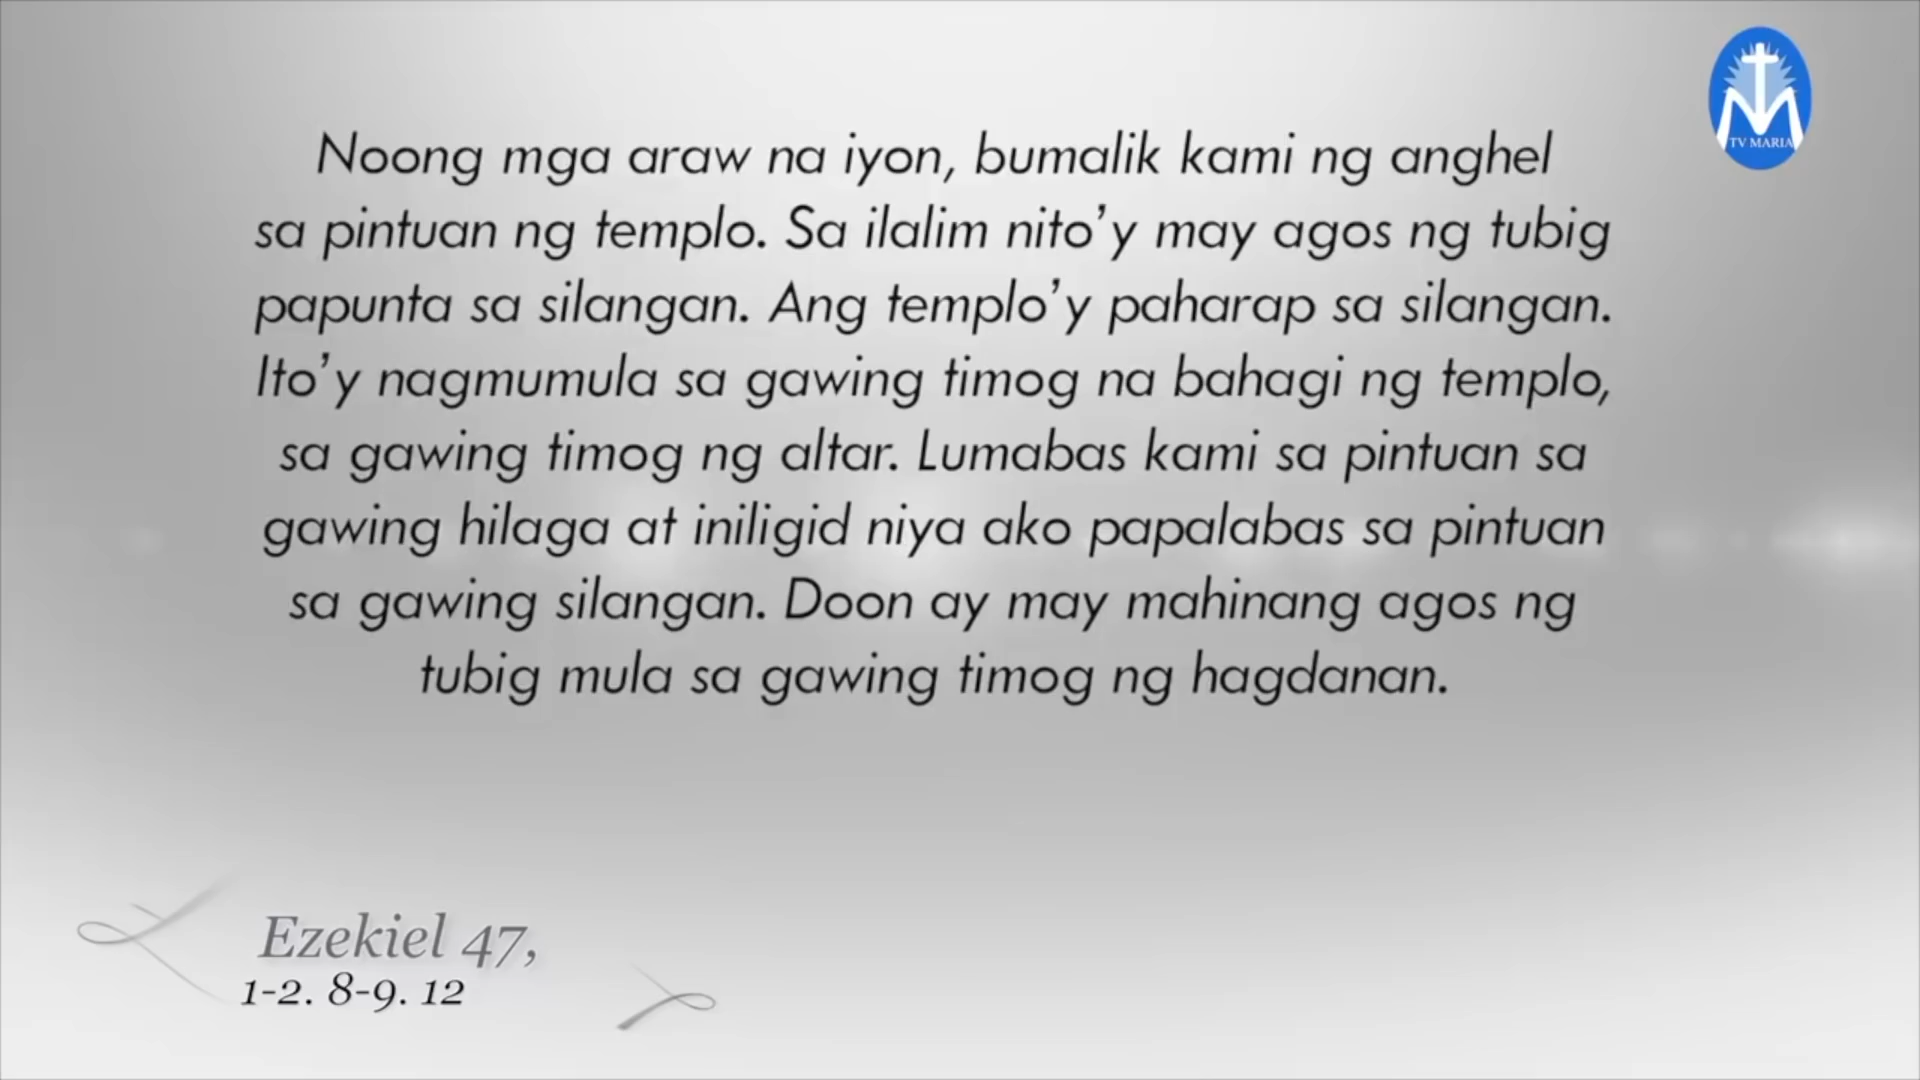 TV MARIA
Noong mga araw na iyon, bumalik kami ng anghel
sa pintuan ng templo. Sa ilalim nito’y may agos ng tubig
papunta sa silangan. Ang templo’y paharap sa silangan.
Ito’y nagmumula sa gawing timog na bahagi ng templo,
sa gawing timog ng altar. Lumabas kami sa pintuan sa
gawing hilaga at iniligid niya ako papalabas sa pintuan
sa gawing silangan. Doon ay may mahinang agos ng
tubig mula sa gawing timog ng hagdanan.
Ezekiel 47,
1-2. 8-9. 12